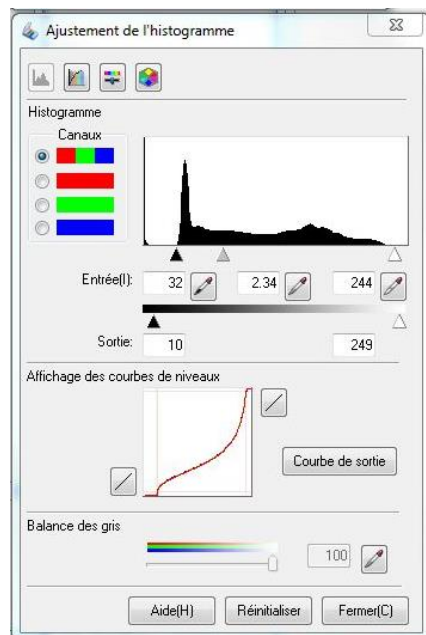 Ajustement de l'histogramme
Histogramme
Canaux
Entrée(I): 32 2.34 244
Sortie: 10 249
Affichage des courbes de niveaux
Courbe de sortie
Balance des gris
100
Aide(H) Réinitialiser Fermer(C)